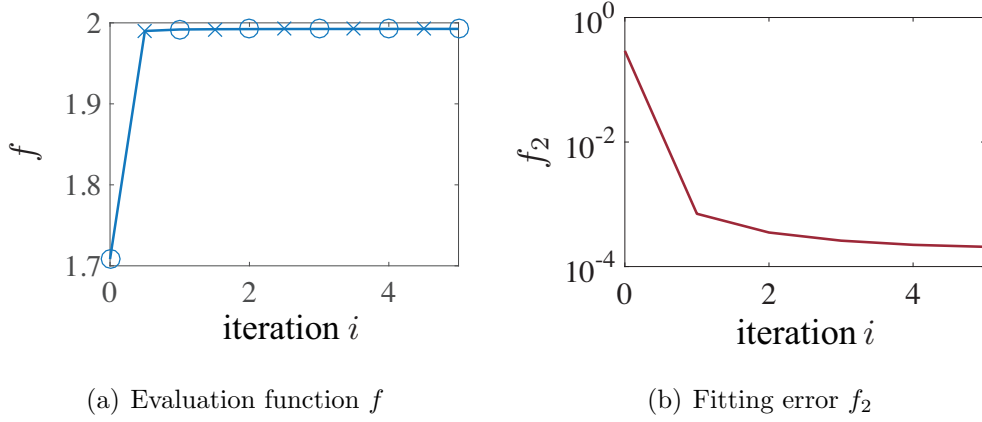 2
1.9
1.8
1.7
f
0 2 4
iteration i
(a) Evaluation function f
10^0
10^-2
10^-4
f_2
0 2 4
iteration i
(b) Fitting error f_2